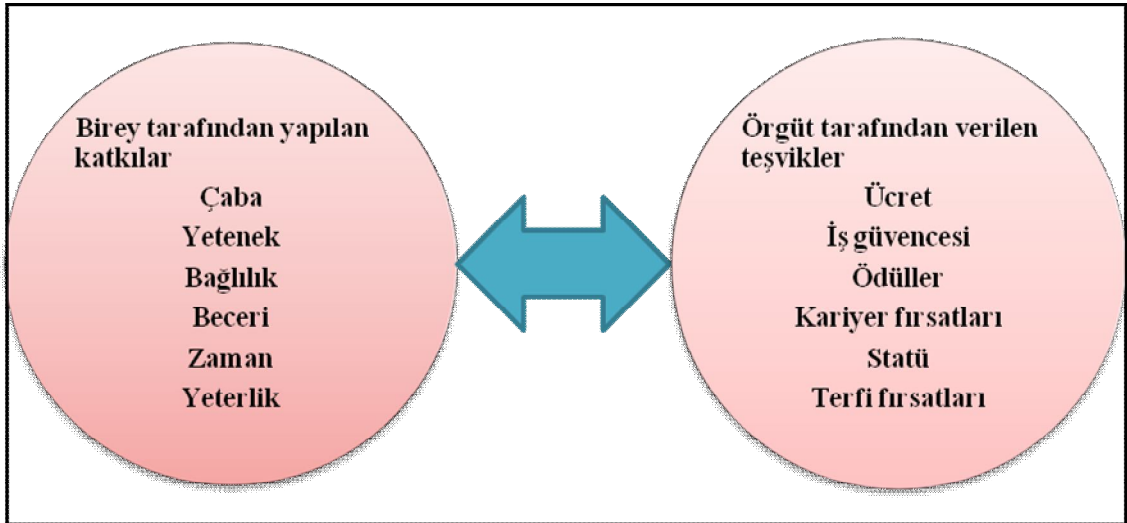 Birey tarafından yapılan
katkılar
Çaba
Yetenek
Bağlılık
Beceri
Zaman
Yeterlik
Örgüt tarafından verilen
teşvikler
Ücret
İş güvencesi
Ödüller
Kariyer fırsatları
Statü
Terfi fırsatları